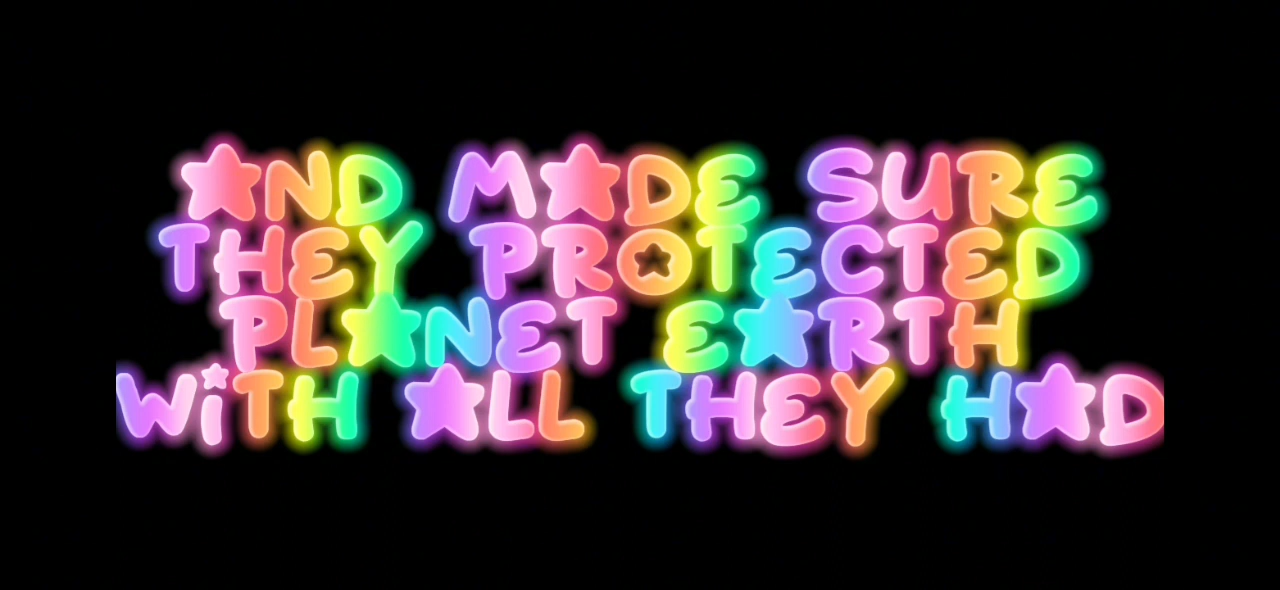 AND MADE SURE
THEY PROTECTED
PLANET EARTH
WiTH ALL THEY HAD